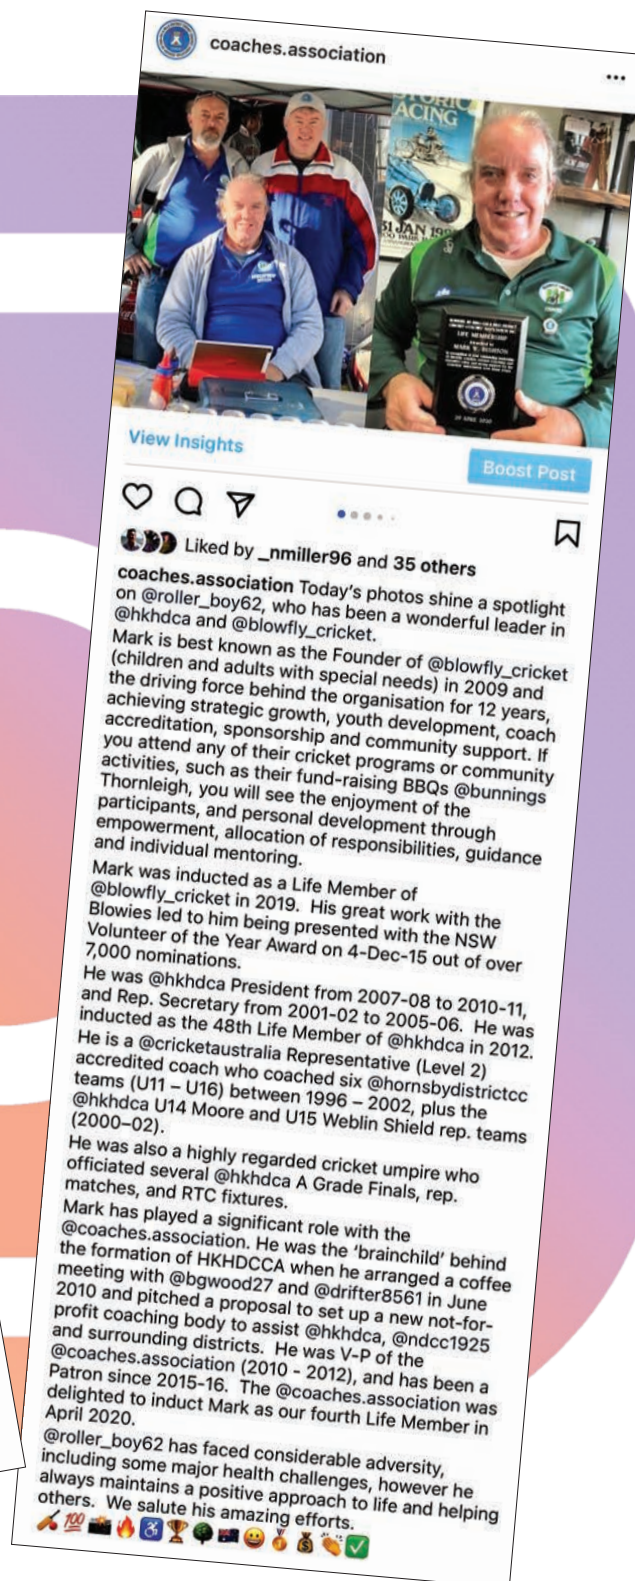 coaches.association
...
STORIC
ACING
31 JAN
LIFE MEMBERSHIP
View Insights
Boost Post
Liked by _nmiller96 and 35 others
coaches.association Today's photos shine a spotlight
on @roller_boy62, who has been a wonderful leader in
@hkhdca and @blowfly_cricket.
Mark is best known as the Founder of @blowfly_cricket
(children and adults with special needs) in 2009 and
the driving force behind the organisation for 12 years,
achieving strategic growth, youth development, coach
accreditation, sponsorship and community support. If
you attend any of their cricket programs or community
activities, such as their fund-raising BBQs @bunnings
Thornleigh, you will see the enjoyment of the
participants, and personal development through
empowerment, allocation of responsibilities, guidance
and individual mentoring.
Mark was inducted as a Life Member of
@blowfly_cricket in 2019. His great work with the
Blowies led to him being presented with the NSW
Volunteer of the Year Award on 4-Dec-15 out of over
7,000 nominations.
He was @hkhdca President from 2007-08 to 2010-11,
and Rep. Secretary from 2001-02 to 2005-06. He was
inducted as the 48th Life Member of @hkhdca in 2012.
He is a @cricketaustralia Representative (Level 2)
accredited coach who coached six @hornsbydistrictcc
teams (U11 – U16) between 1996 – 2002, plus the
@hkhdca U14 Moore and U15 Weblin Shield rep. teams
(2000–02).
He was also a highly regarded cricket umpire who
officiated several @hkhdca A Grade Finals, rep.
matches, and RTC fixtures.
Mark has played a significant role with the
@coaches.association. He was the 'brainchild' behind
the formation of HKHDCCA when he arranged a coffee
meeting with @bgwood27 and @drifter8561 in June
2010 and pitched a proposal to set up a new not-for-
profit coaching body to assist @hkhdca, @ndcc1925
and surrounding districts. He was V-P of the
@coaches.association (2010 - 2012), and has been a
Patron since 2015-16. The @coaches.association was
delighted to induct Mark as our fourth Life Member in
April 2020.
@roller_boy62 has faced considerable adversity,
including some major health challenges, however he
always maintains a positive approach to life and helping
others. We salute his amazing efforts.
🏏💯📸🔥♿🏆🌳🇦🇺😀🥇💰👏✅